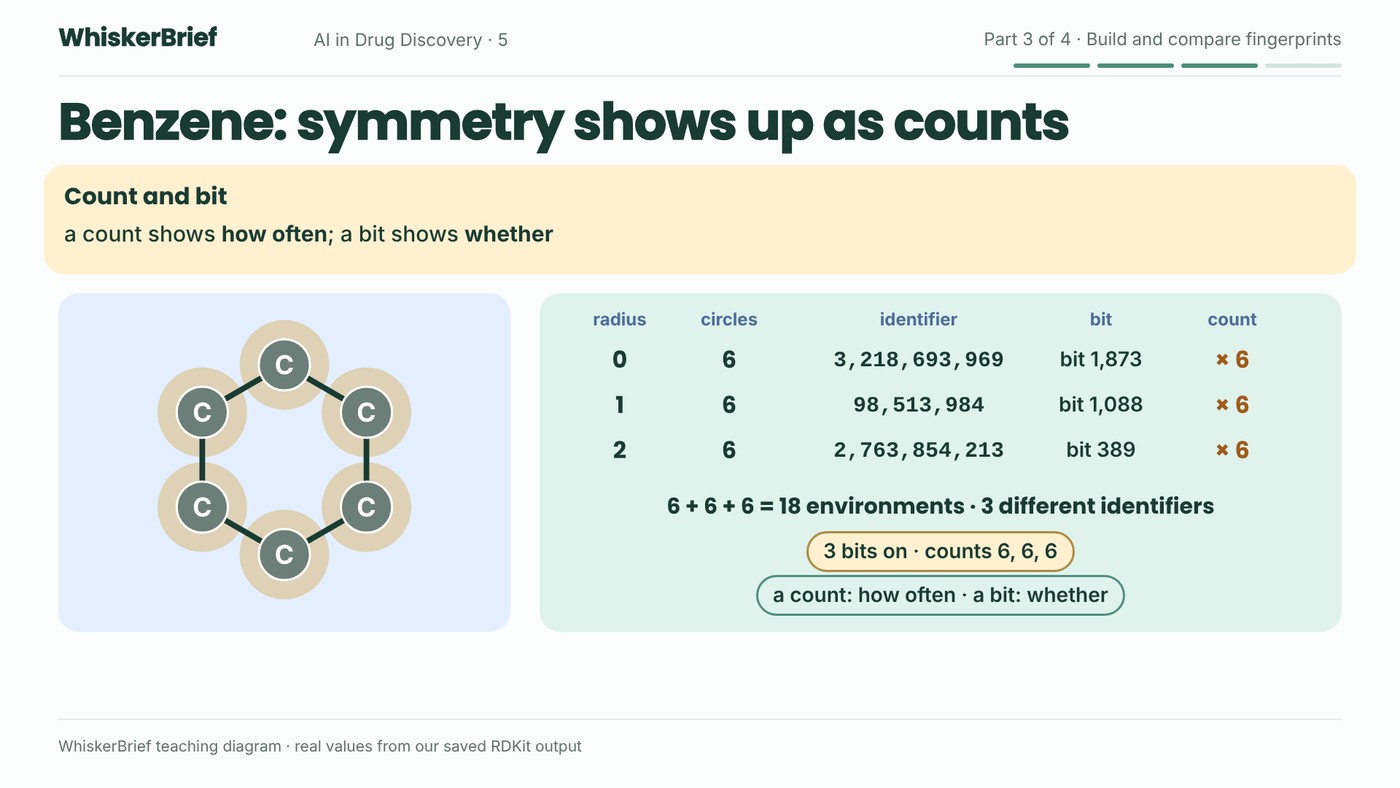 WhiskerBrief
AI in Drug Discovery · 5
Part 3 of 4 · Build and compare fingerprints
Benzene: symmetry shows up as counts
Count and bit
a count shows how often; a bit shows whether
C
C
C
C
C
C
radius circles identifier bit count
0 6 3,218,693,969 bit 1,873 × 6
1 6 98,513,984 bit 1,088 × 6
2 6 2,763,854,213 bit 389 × 6
6 + 6 + 6 = 18 environments · 3 different identifiers
3 bits on · counts 6, 6, 6
a count: how often · a bit: whether
WhiskerBrief teaching diagram · real values from our saved RDKit output